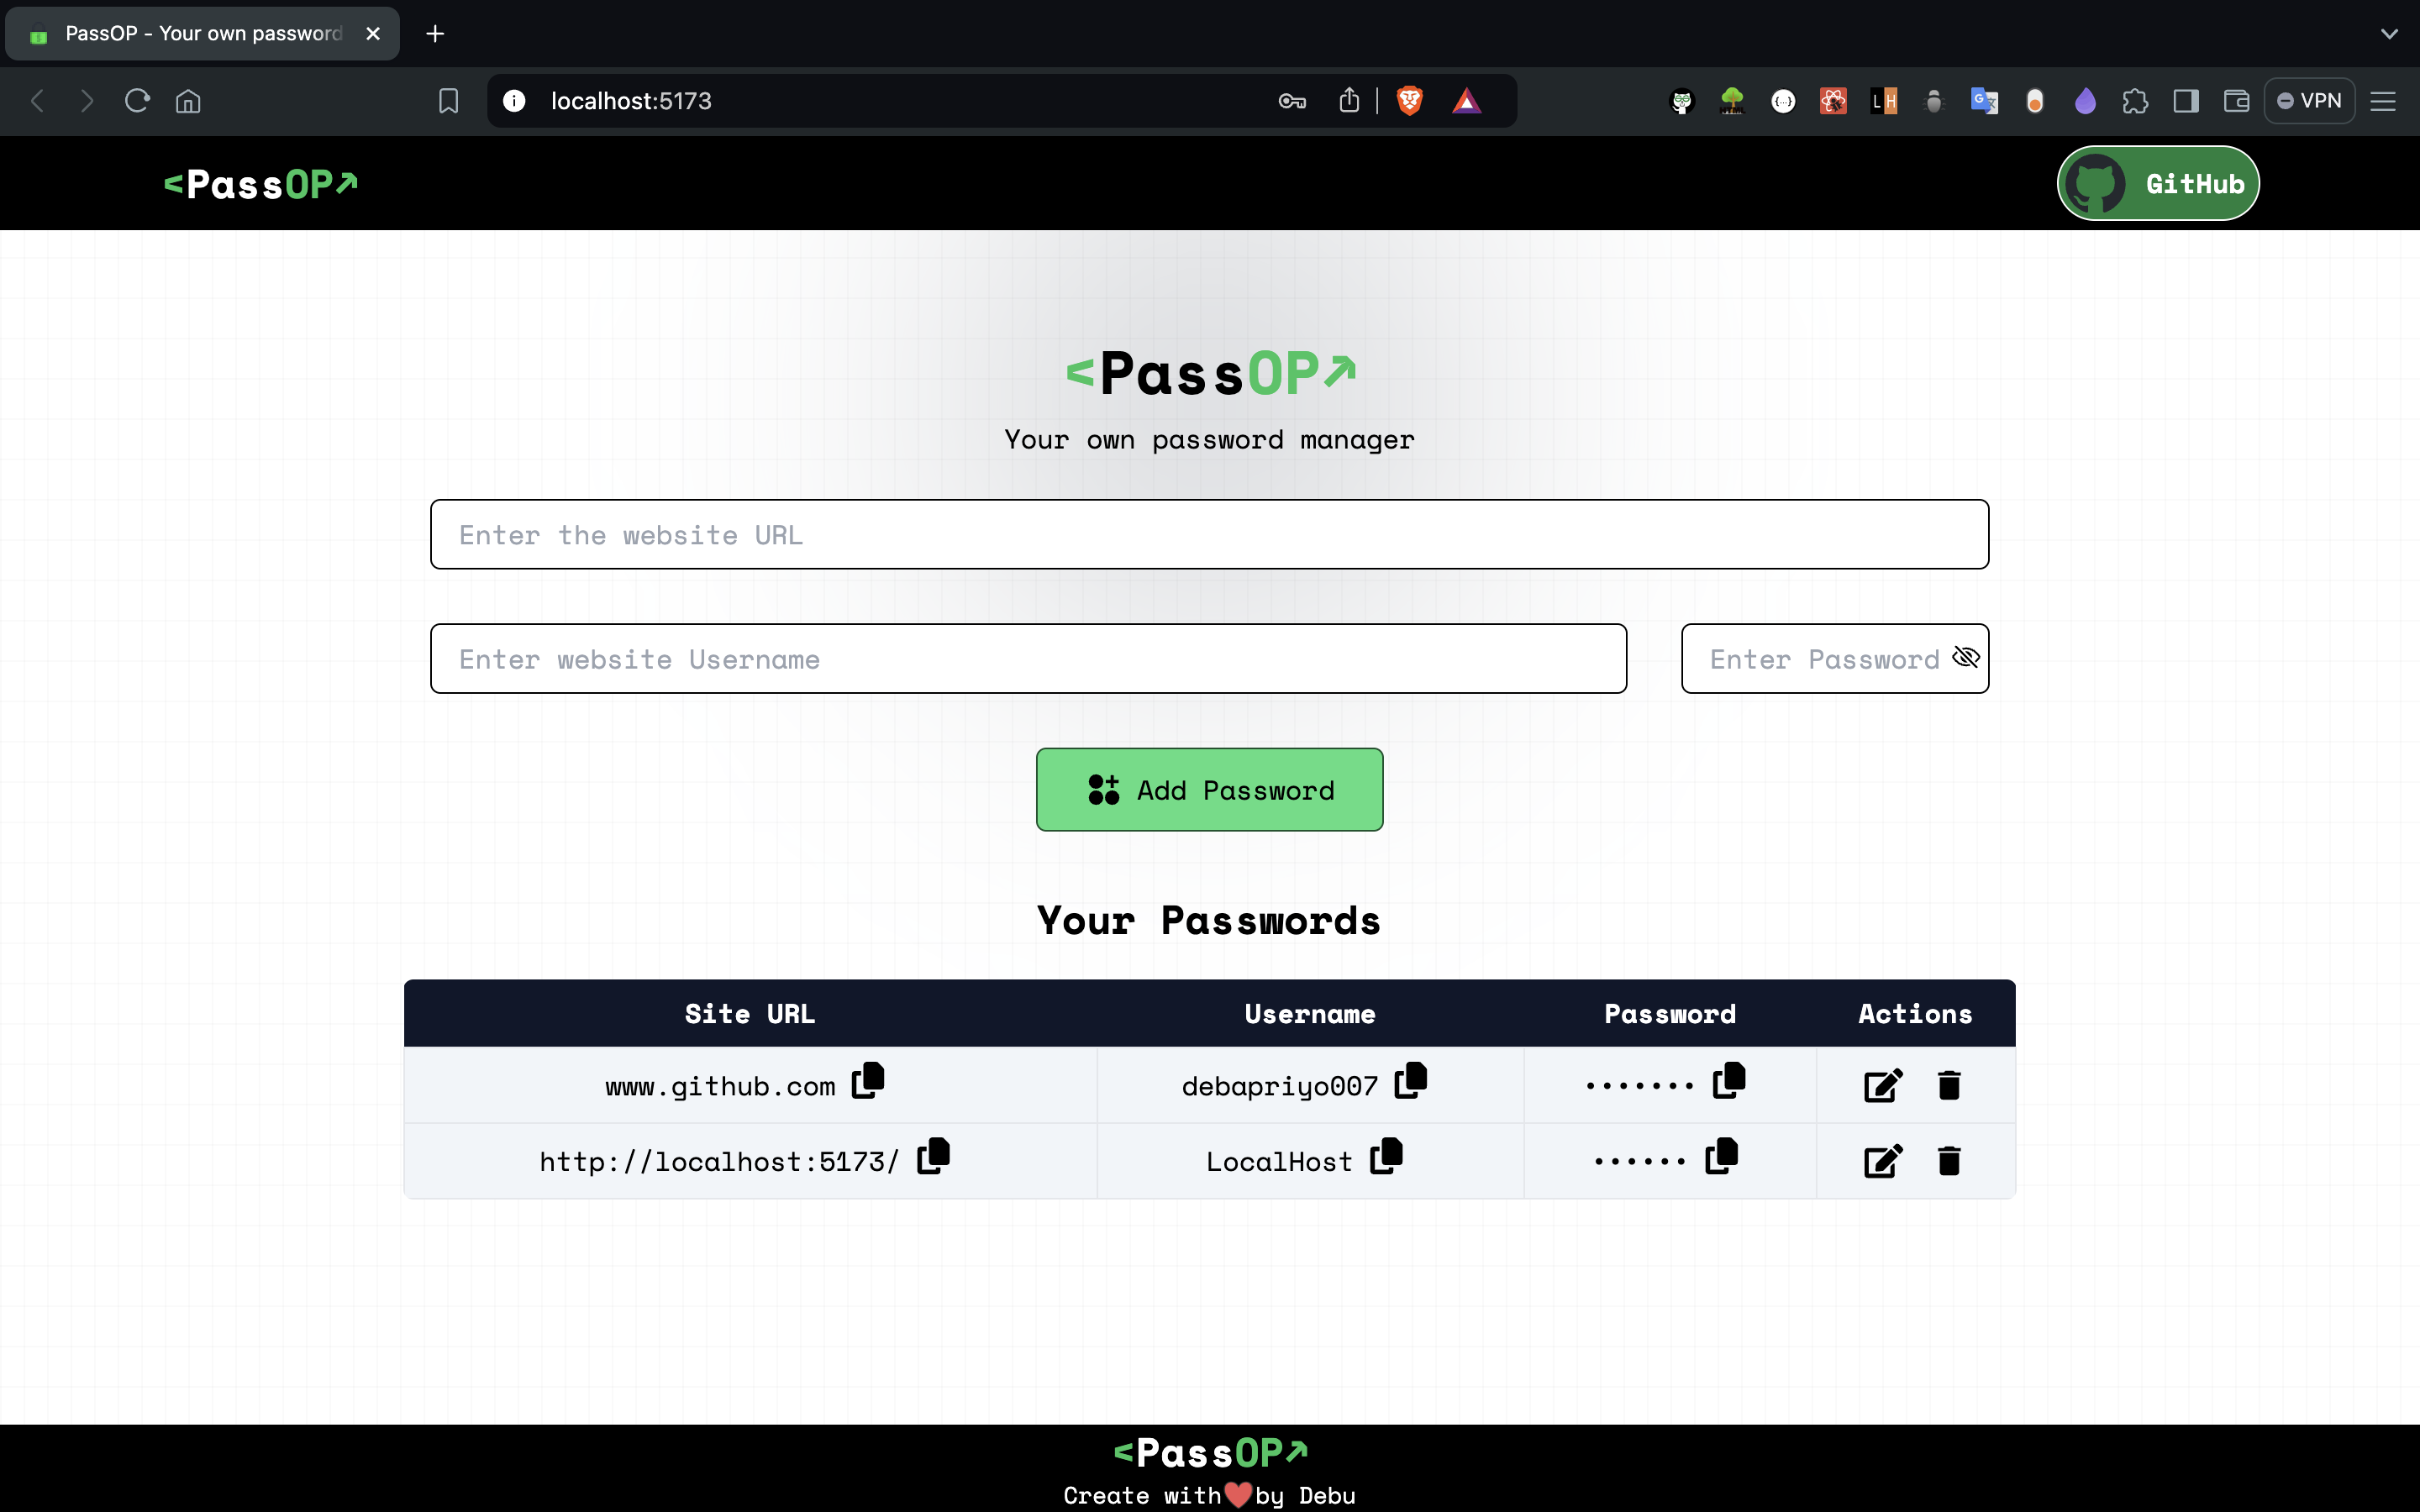 PassOP - Your own password
localhost:5173
VPN
<PassOP↗
GitHub
<PassOP↗
Your own password manager
Enter the website URL
Enter website Username
Enter Password
Add Password
Your Passwords
Site URL Username Password Actions
www.github.com debapriyo007 •••••••
http://localhost:5173/ LocalHost ••••••
<PassOP↗
Create with❤️by Debu